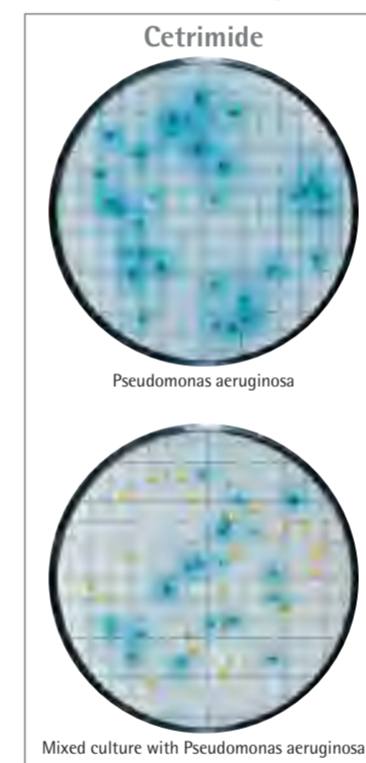 Cetrimide
Pseudomonas aeruginosa
Mixed culture with Pseudomonas aeruginosa